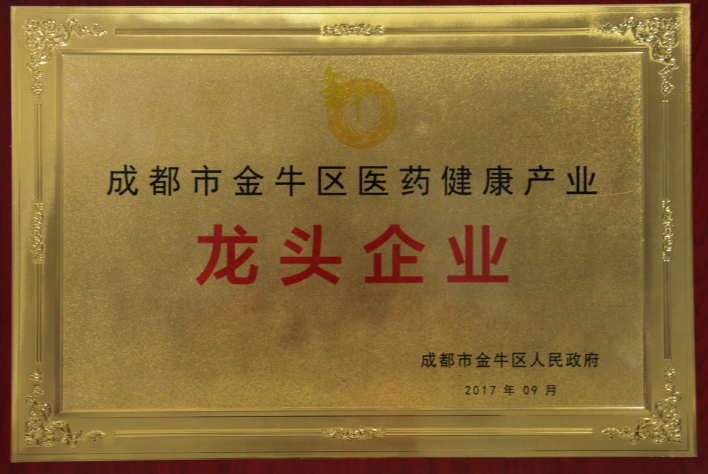 成都市金牛区医药健康产业
龙头企业
成都市金牛区人民政府
2017 年 09 月